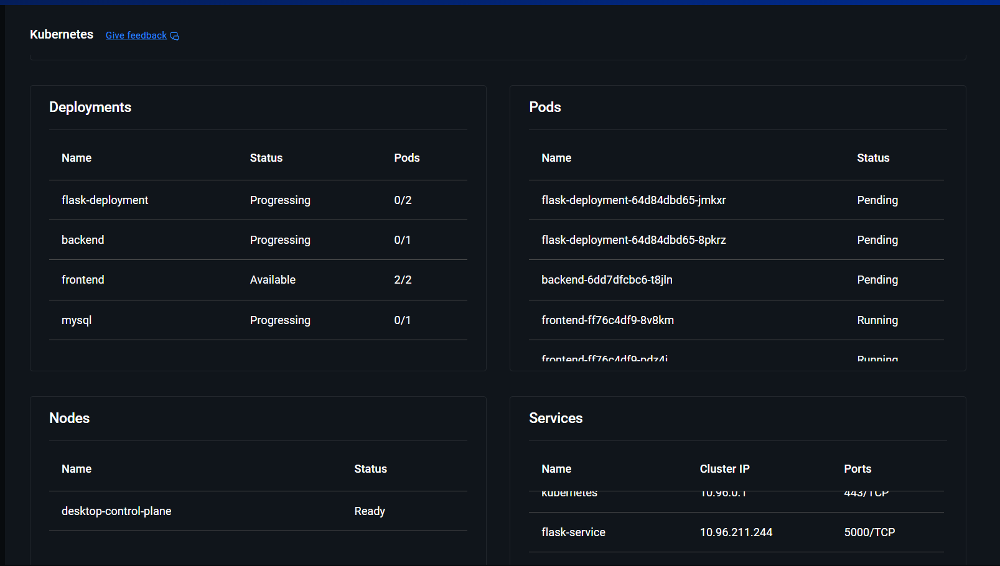 Kubernetes Give feedback
Deployments
Name Status Pods
flask-deployment Progressing 0/2
backend Progressing 0/1
frontend Available 2/2
mysql Progressing 0/1
Pods
Name Status
flask-deployment-64d84dbd65-jmkxr Pending
flask-deployment-64d84dbd65-8pkrz Pending
backend-6dd7dfcbc6-t8jln Pending
frontend-ff76c4df9-8v8km Running
frontend-ff76c4df9-pdz4j Running
Nodes
Name Status
desktop-control-plane Ready
Services
Name Cluster IP Ports
kubernetes 10.96.0.1 443/TCP
flask-service 10.96.211.244 5000/TCP